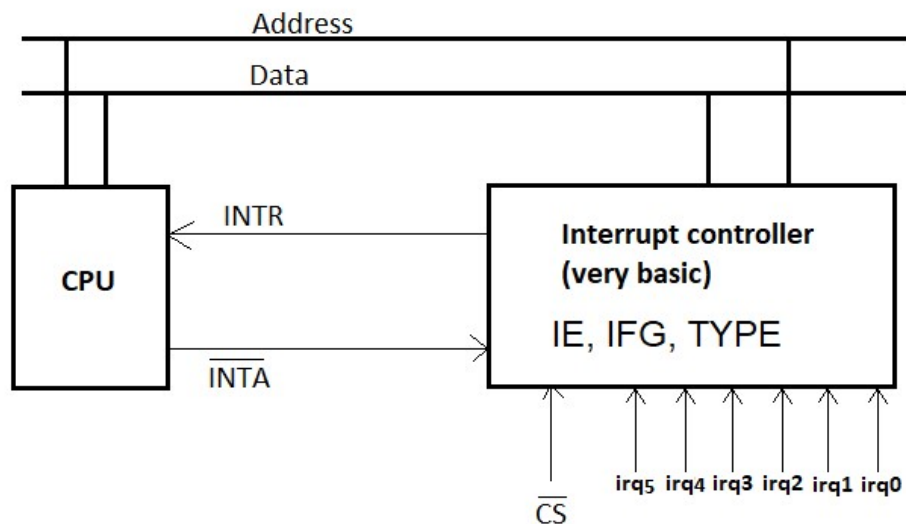 Address
Data
INTR
CPU
Interrupt controller
(very basic)
IE, IFG, TYPE
INTA
CS
irq5 irq4 irq3 irq2 irq1 irq0